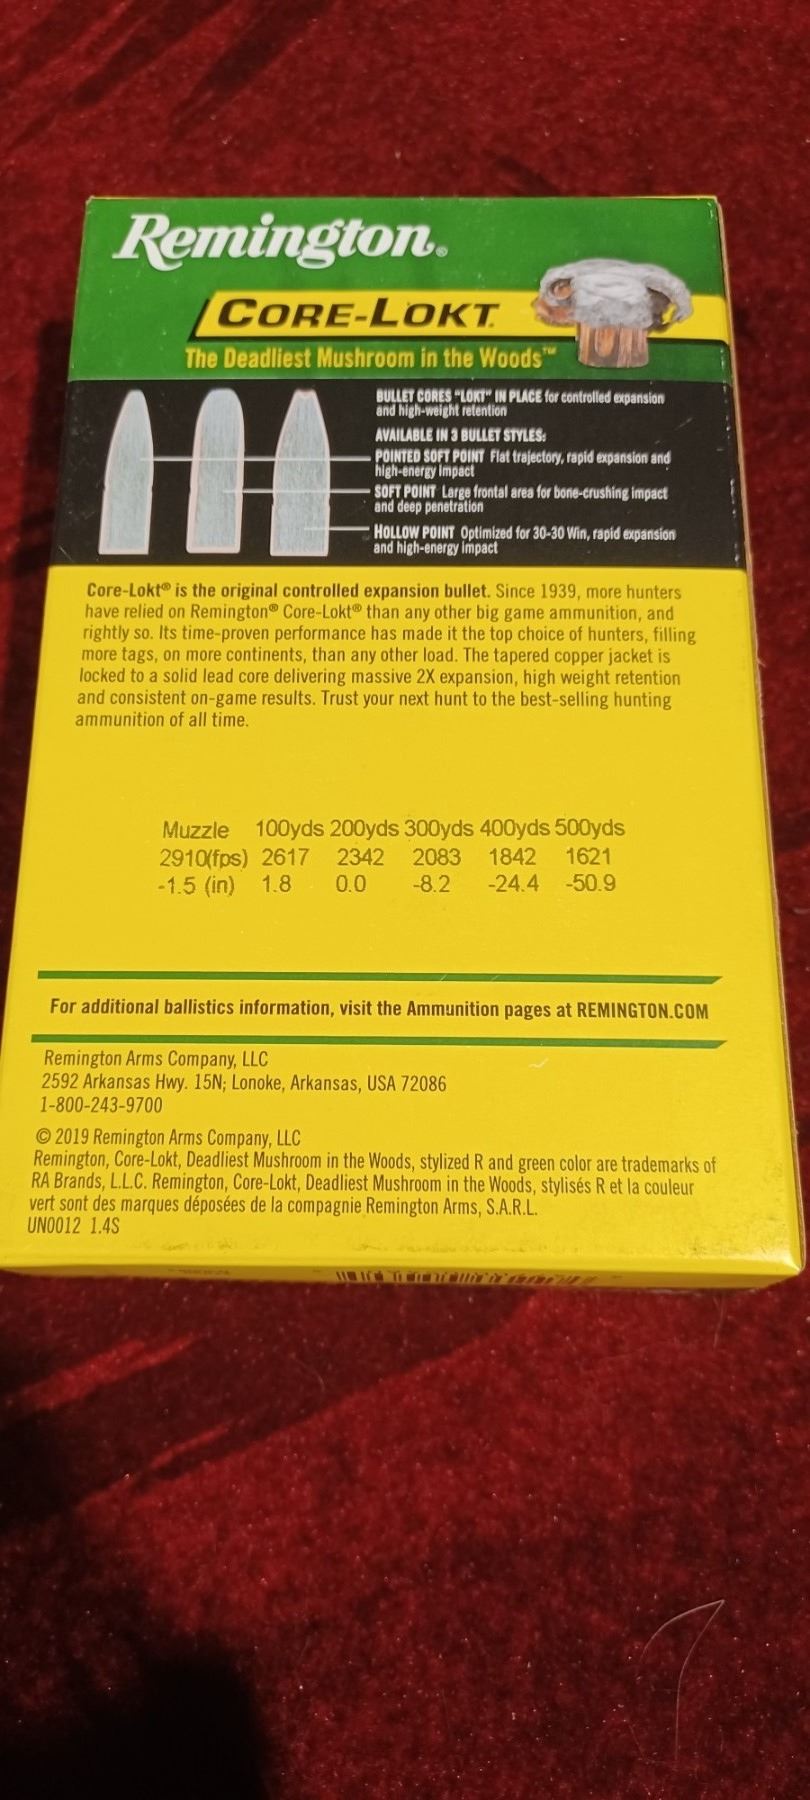 Remington®
CORE-LOKT
The Deadliest Mushroom in the Woods™
BULLET CORES "LOKT" IN PLACE for controlled expansion
and high-weight retention
AVAILABLE IN 3 BULLET STYLES:
POINTED SOFT POINT Flat trajectory, rapid expansion and
high-energy impact
SOFT POINT Large frontal area for bone-crushing impact
and deep penetration
HOLLOW POINT Optimized for 30-30 Win, rapid expansion
and high-energy impact
Core-Lokt® is the original controlled expansion bullet. Since 1939, more hunters
have relied on Remington® Core-Lokt® than any other big game ammunition, and
rightly so. Its time-proven performance has made it the top choice of hunters, filling
more tags, on more continents, than any other load. The tapered copper jacket is
locked to a solid lead core delivering massive 2X expansion, high weight retention
and consistent on-game results. Trust your next hunt to the best-selling hunting
ammunition of all time.
Muzzle 100yds 200yds 300yds 400yds 500yds
2910(fps) 2617 2342 2083 1842 1621
-1.5 (in) 1.8 0.0 -8.2 -24.4 -50.9
For additional ballistics information, visit the Ammunition pages at REMINGTON.COM
Remington Arms Company, LLC
2592 Arkansas Hwy. 15N; Lonoke, Arkansas, USA 72086
1-800-243-9700
© 2019 Remington Arms Company, LLC
Remington, Core-Lokt, Deadliest Mushroom in the Woods, stylized R and green color are trademarks of
RA Brands, L.L.C. Remington, Core-Lokt, Deadliest Mushroom in the Woods, stylisés R et la couleur
vert sont des marques déposées de la compagnie Remington Arms, S.A.R.L.
UN0012 1.4S